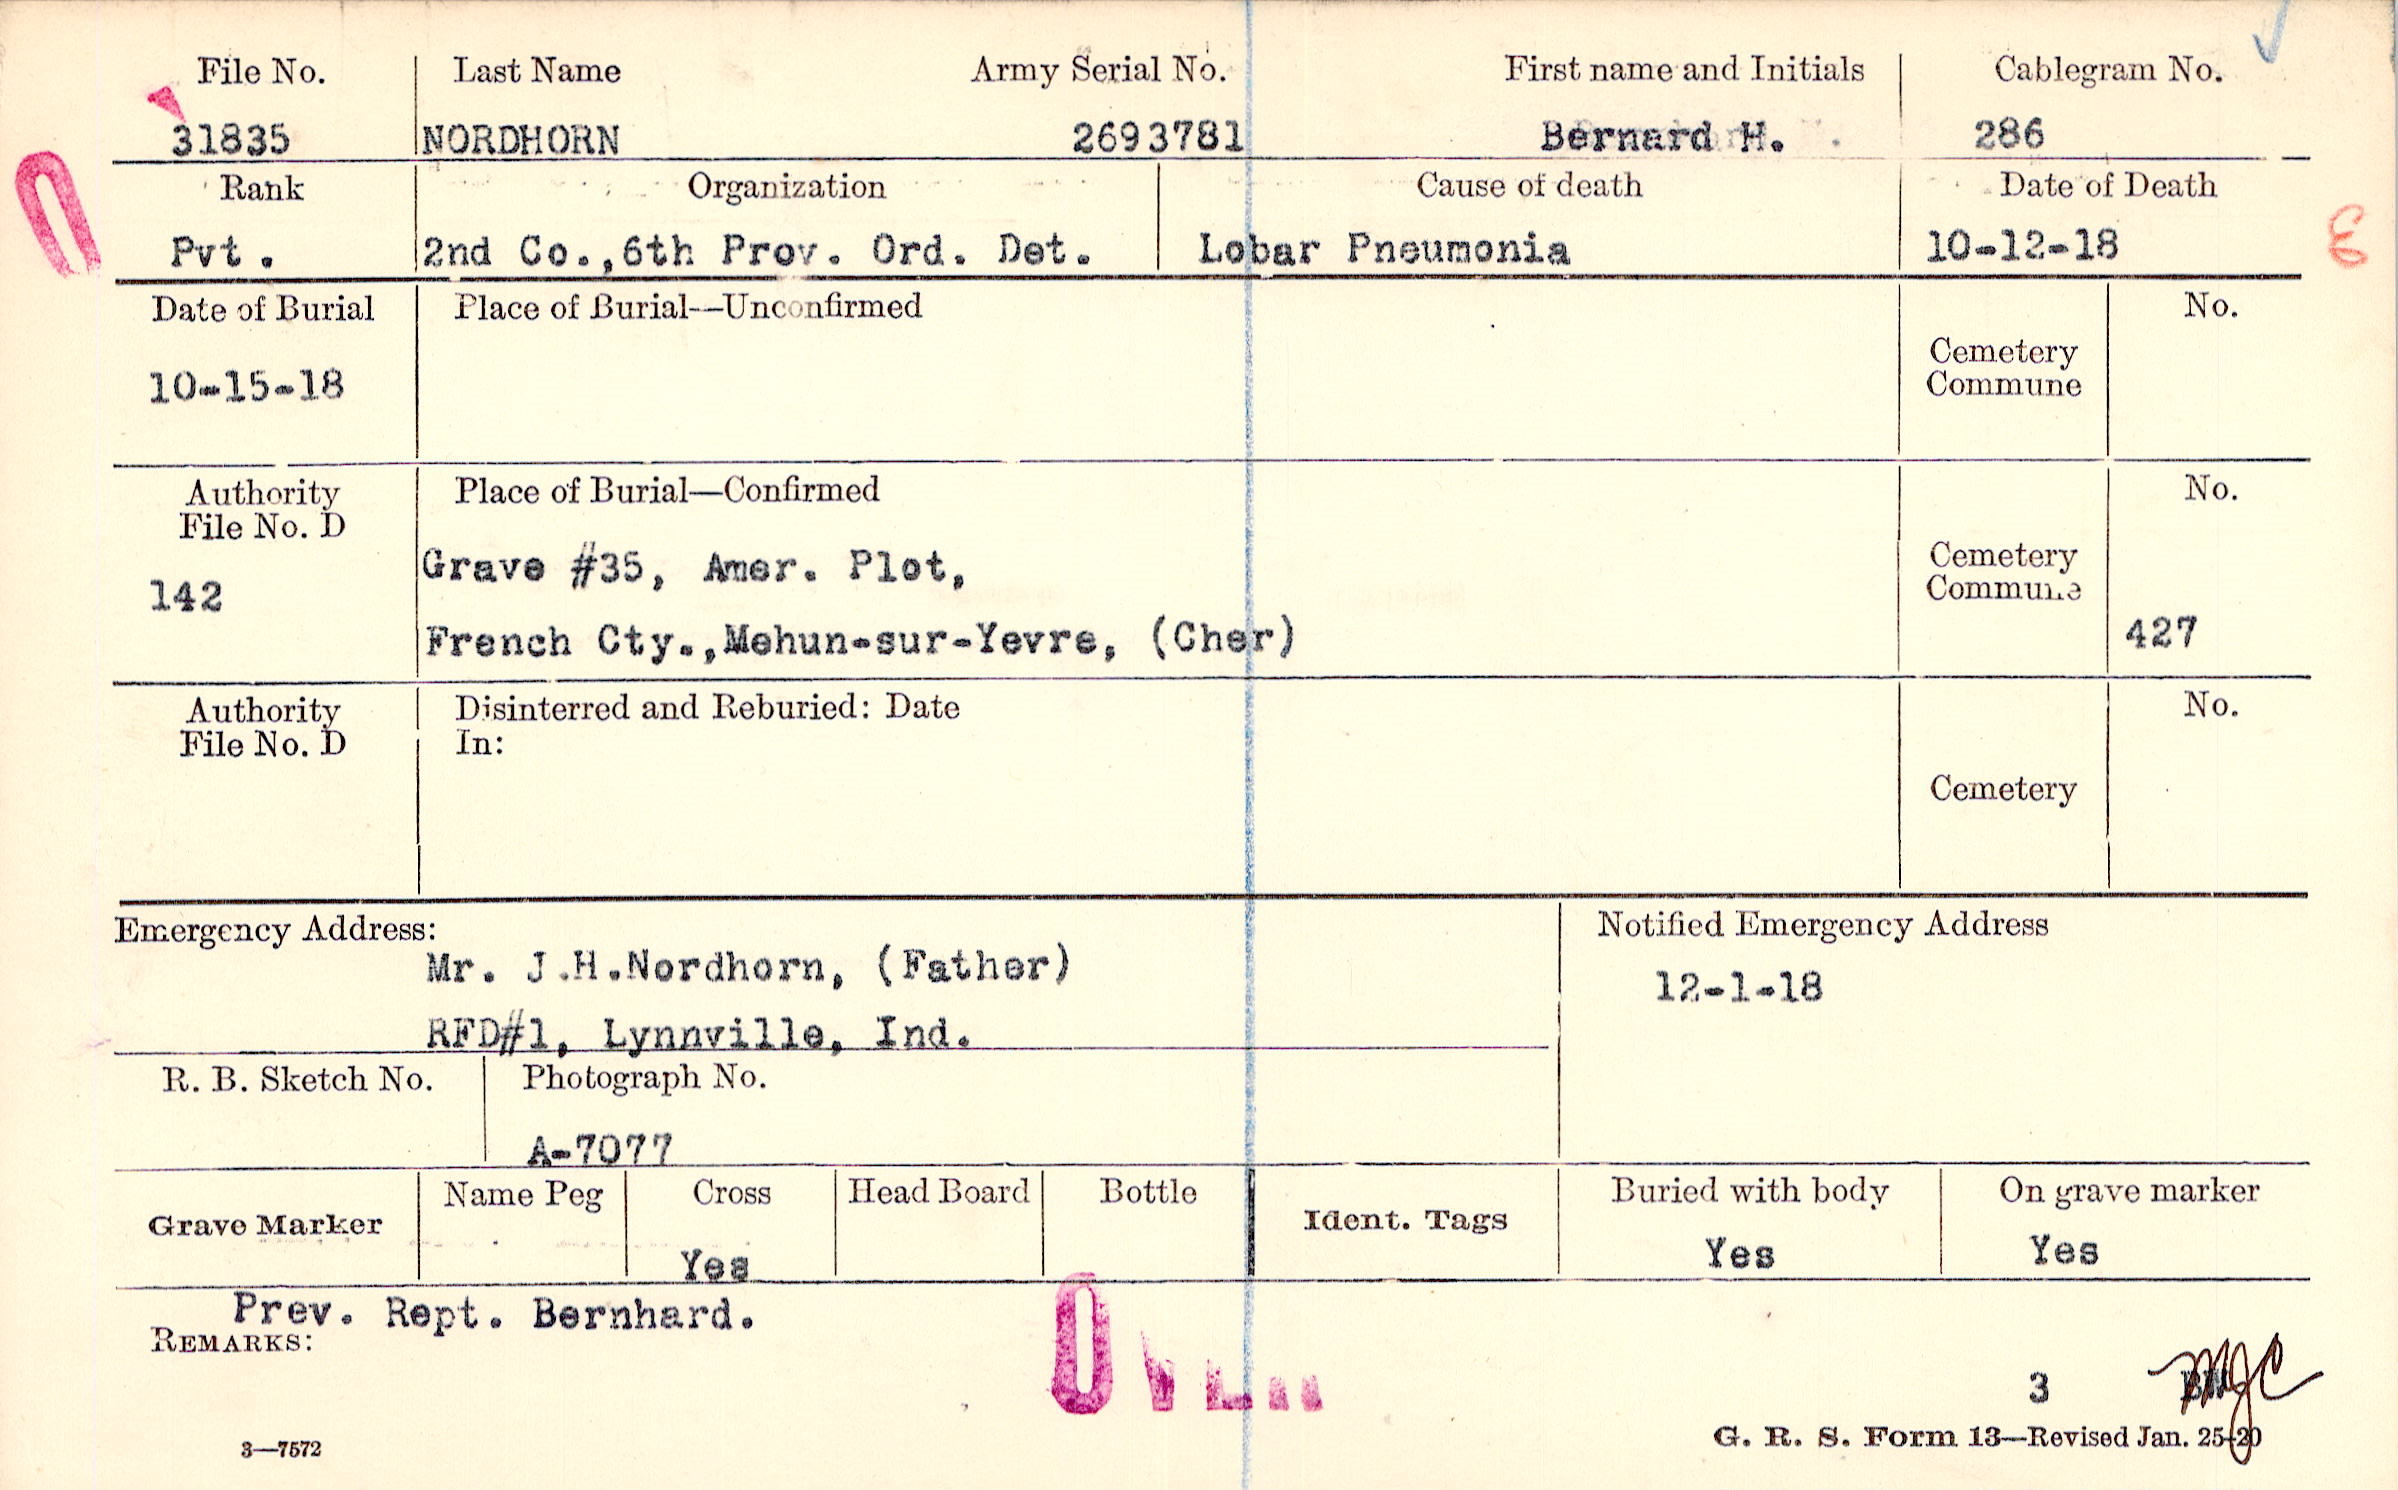 File No. Last Name Army Serial No. First name and Initials Cablegram No.
31835 NORDHORN 2693781 Bernard H. 286
Rank Organization Cause of death Date of Death
Pvt. 2nd Co.,6th Prov. Ord. Det. Lobar Pneumonia 10-12-18
Date of Burial Place of Burial—Unconfirmed No.
Cemetery
Commune
10-15-18
Authority Place of Burial—Confirmed No.
File No. D
Grave #35, Amer. Plot, Cemetery
142 Commune
French Cty.,Mehun-sur-Yevre, (Cher) 427
Authority Disinterred and Reburied: Date No.
File No. D In:
Cemetery
Emergency Address: Notified Emergency Address
Mr. J.H.Nordhorn, (Father) 12-1-18
RFD#1, Lynnville, Ind.
R. B. Sketch No. Photograph No.
A-7077
Name Peg Cross Head Board Bottle Buried with body On grave marker
Grave Marker Ident. Tags
Yes Yes Yes
Prev. Rept. Bernhard.
REMARKS:
OVER
3
G. R. S. Form 13—Revised Jan. 25-20
3—7572